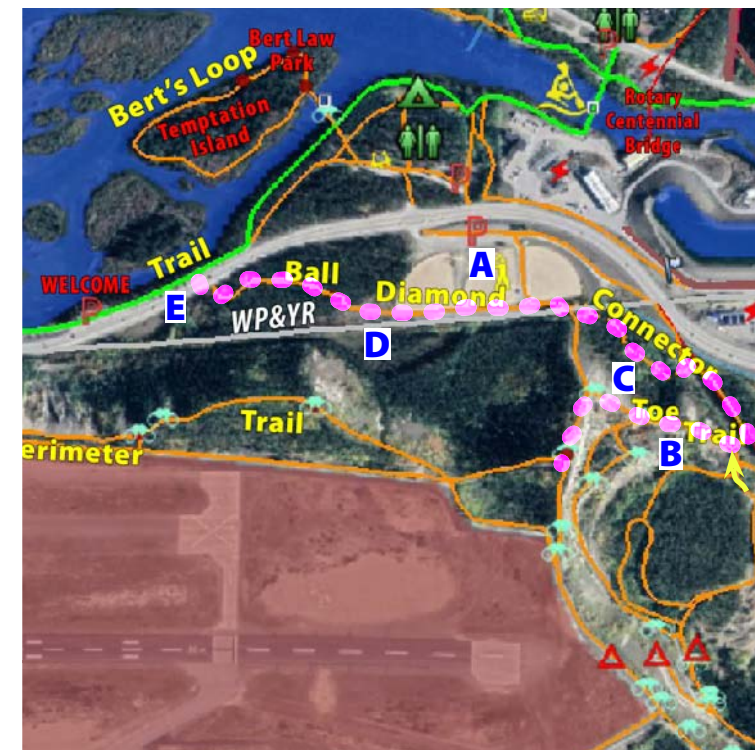 Bert Law
Park
Bert's Loop
Temptation
Island
Rotary
Centennial
Bridge
P
P
A
Trail
WELCOME
P
E
Ball
Diamond
Connector
WP&YR
D
C
Toe
Trail
B
Trail
erimeter